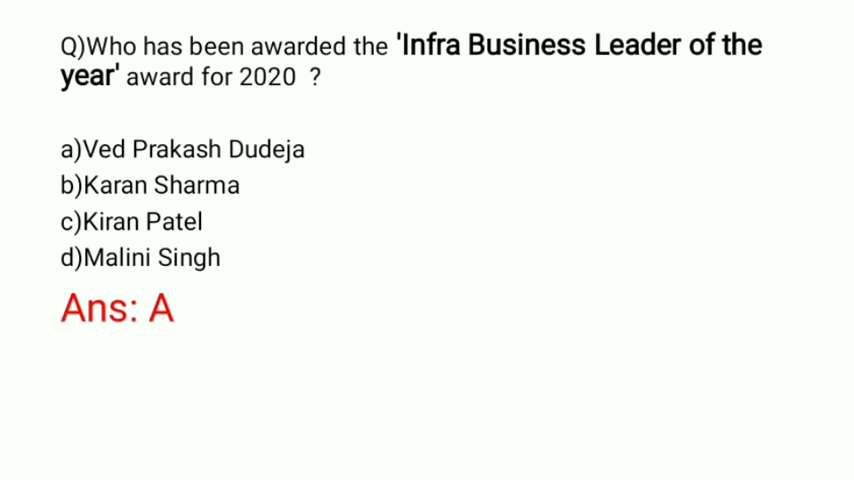 Q)Who has been awarded the 'Infra Business Leader of the
year' award for 2020 ?
a)Ved Prakash Dudeja
b)Karan Sharma
c)Kiran Patel
d)Malini Singh
Ans: A